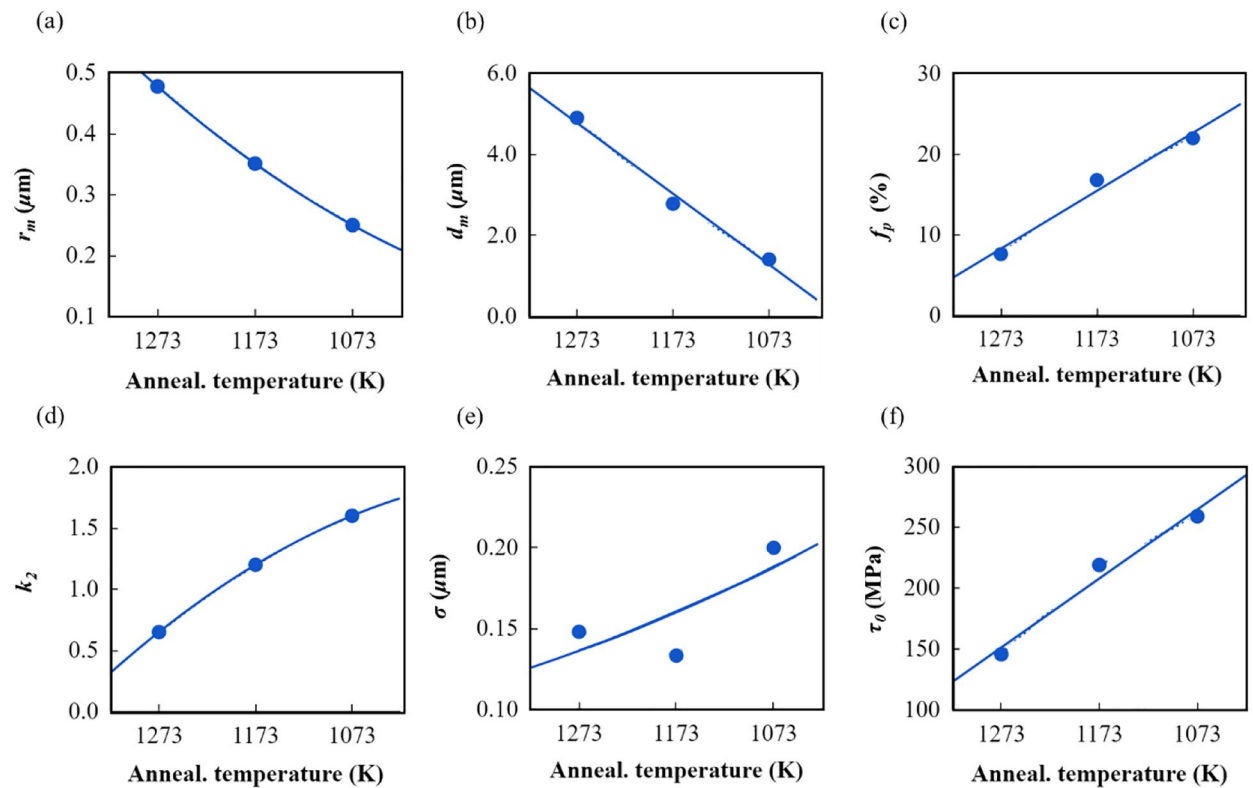 (a)
0.5
0.4
0.3
0.2
0.1
r_m (μm)
1273 1173 1073
Anneal. temperature (K)
(b)
6.0
4.0
2.0
0.0
d_m (μm)
1273 1173 1073
Anneal. temperature (K)
(c)
30
20
10
0
f_p (%)
1273 1173 1073
Anneal. temperature (K)
(d)
2.0
1.5
1.0
0.5
0.0
k_2
1273 1173 1073
Anneal. temperature (K)
(e)
0.25
0.20
0.15
0.10
σ (μm)
1273 1173 1073
Anneal. temperature (K)
(f)
300
250
200
150
100
τ_0 (MPa)
1273 1173 1073
Anneal. temperature (K)